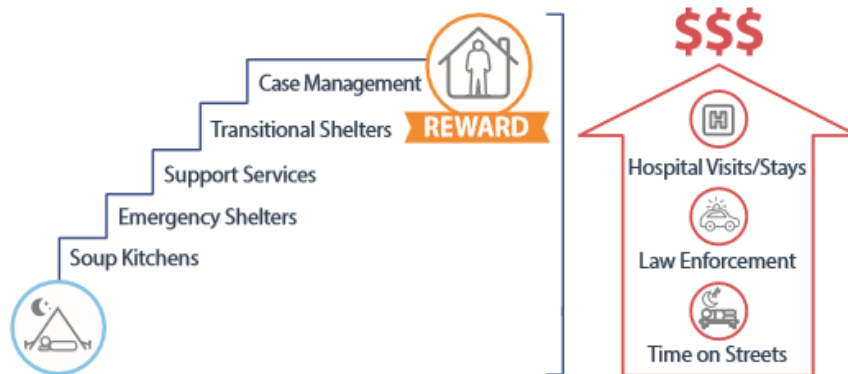 $$$
Case Management
Transitional Shelters
REWARD
Support Services
Emergency Shelters
Soup Kitchens
H
Hospital Visits/Stays
Law Enforcement
Time on Streets